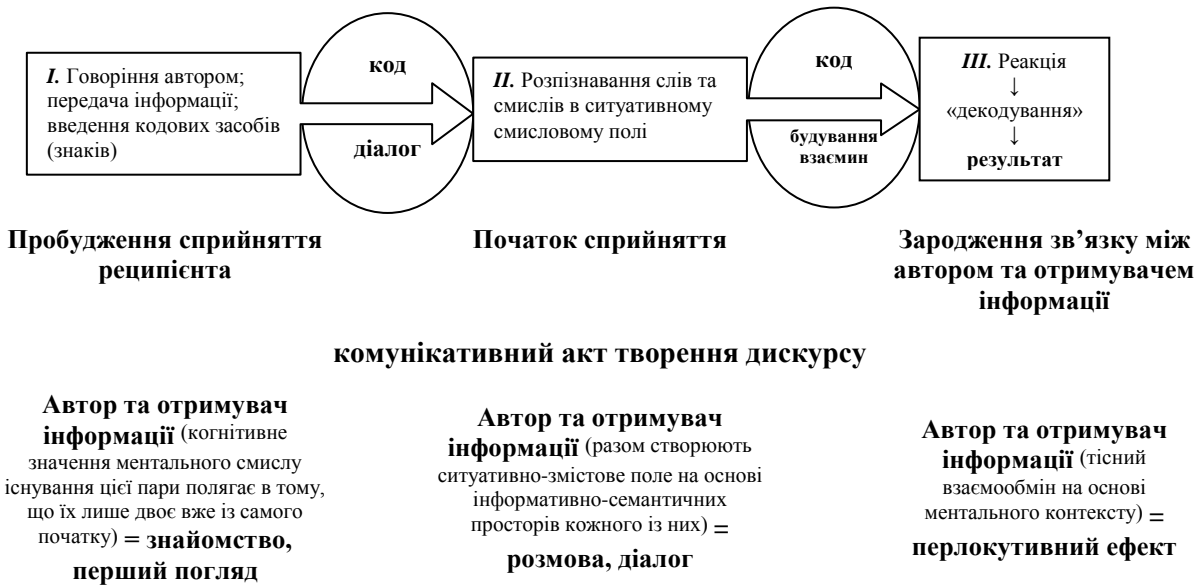 I. Говоріння автором;
передача інформації;
введення кодових засобів
(знаків)
код
діалог
II. Розпізнавання слів та
смислів в ситуативному
смисловому полі
код
будування
взаємин
III. Реакція
↓
«декодування»
↓
результат
Пробудження сприйняття
реципієнта
Початок сприйняття
Зародження зв’язку між
автором та отримувачем
інформації
комунікативний акт творення дискурсу
Автор та отримувач
інформації (когнітивне
значення ментального смислу
існування цієї пари полягає в тому,
що їх лише двоє вже із самого
початку) = знайомство,
перший погляд
Автор та отримувач
інформації (разом створюють
ситуативно-змістове поле на основі
інформативно-семантичних
просторів кожного із них) =
розмова, діалог
Автор та отримувач
інформації (тісний
взаємообмін на основі
ментального контексту) =
перлокутивний ефект